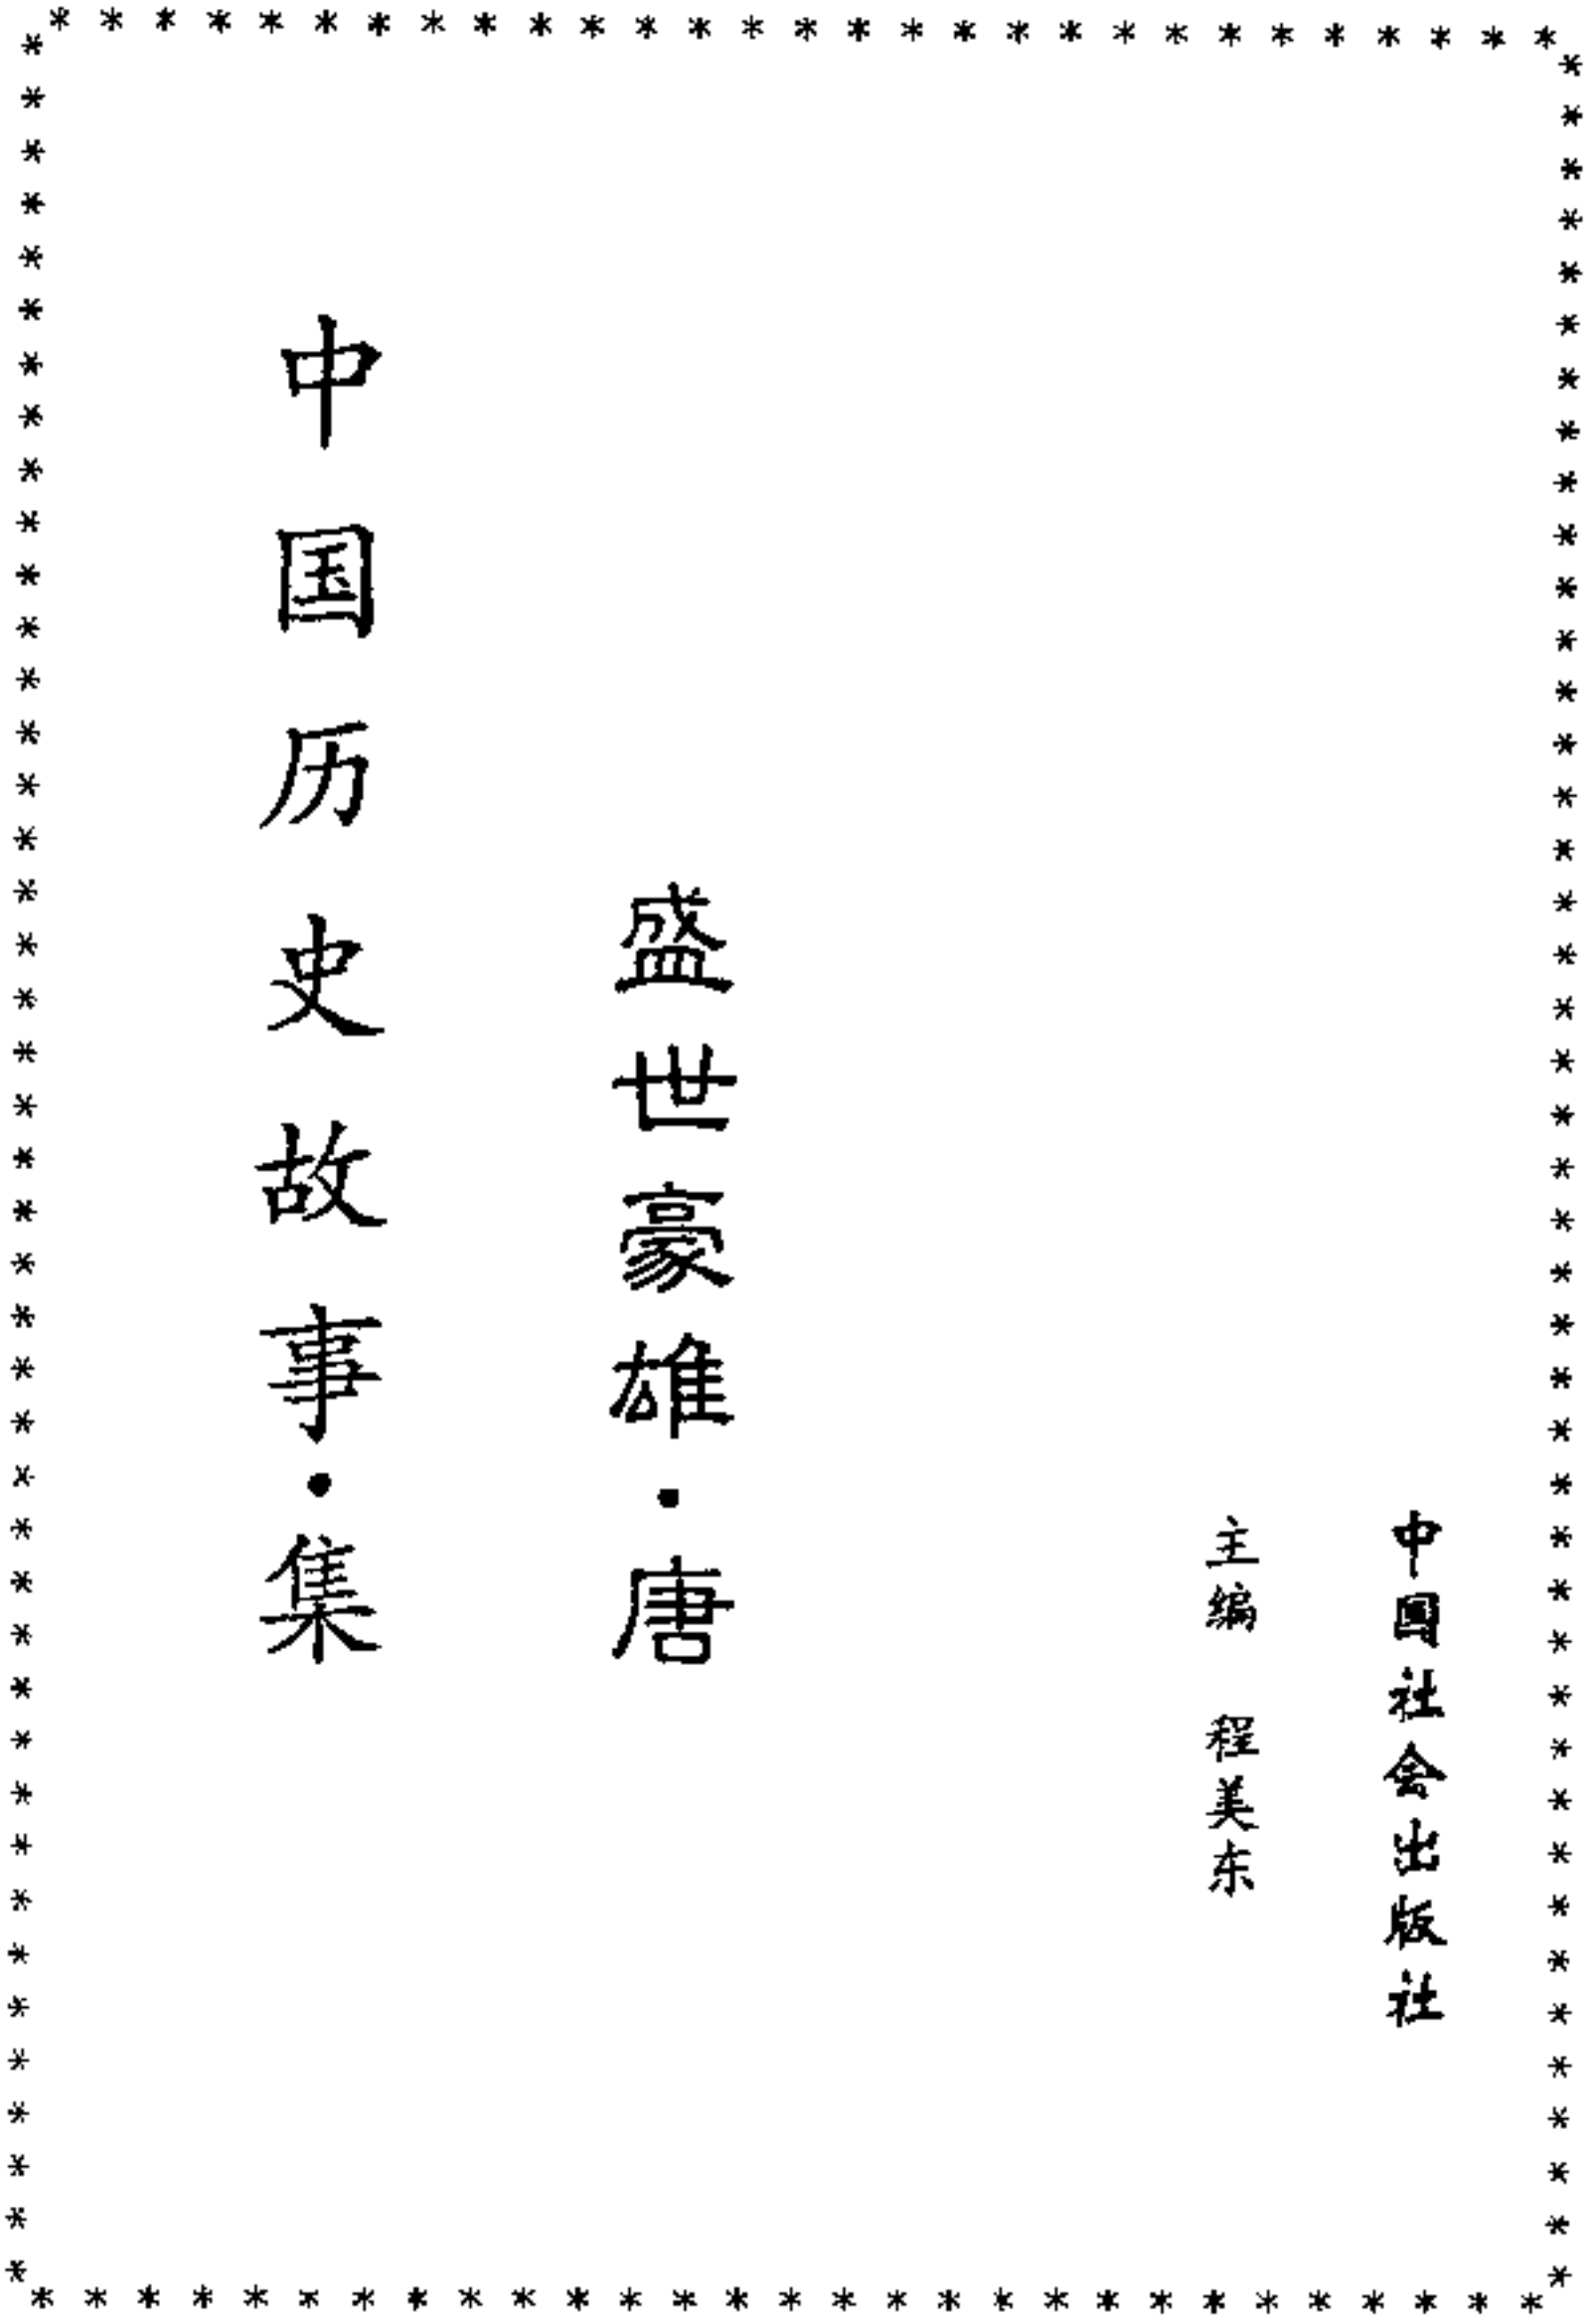 中国历史故事·集
盛世豪雄·唐
主编 程美东
中國社会出版社